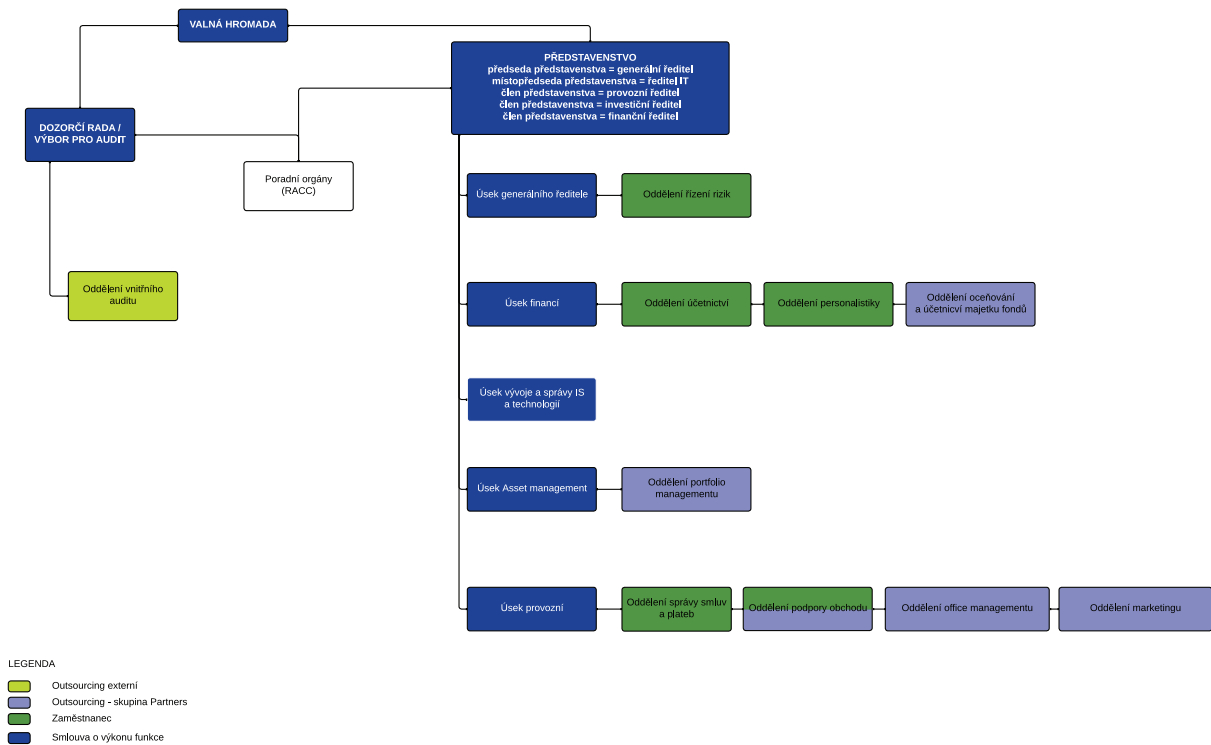 VALNÁ HROMADA
PŘEDSTAVENSTVO
předseda představenstva = generální ředitel
místopředseda představenstva = ředitel IT
člen představenstva = provozní ředitel
člen představenstva = investiční ředitel
člen představenstva = finanční ředitel
DOZORČÍ RADA /
VÝBOR PRO AUDIT
Poradní orgány
(RACC)
Úsek generálního ředitele
Oddělení řízení rizik
Oddělení vnitřního
auditu
Úsek financí
Oddělení účetnictví
Oddělení personalistiky
Oddělení oceňování
a účetnicví majetku fondů
Úsek vývoje a správy IS
a technologií
Úsek Asset management
Oddělení portfolio
managementu
Úsek provozní
Oddělení správy smluv
a plateb
Oddělení podpory obchodu
Oddělení office managementu
Oddělení marketingu
LEGENDA
Outsourcing externí
Outsourcing - skupina Partners
Zaměstnanec
Smlouva o výkonu funkce